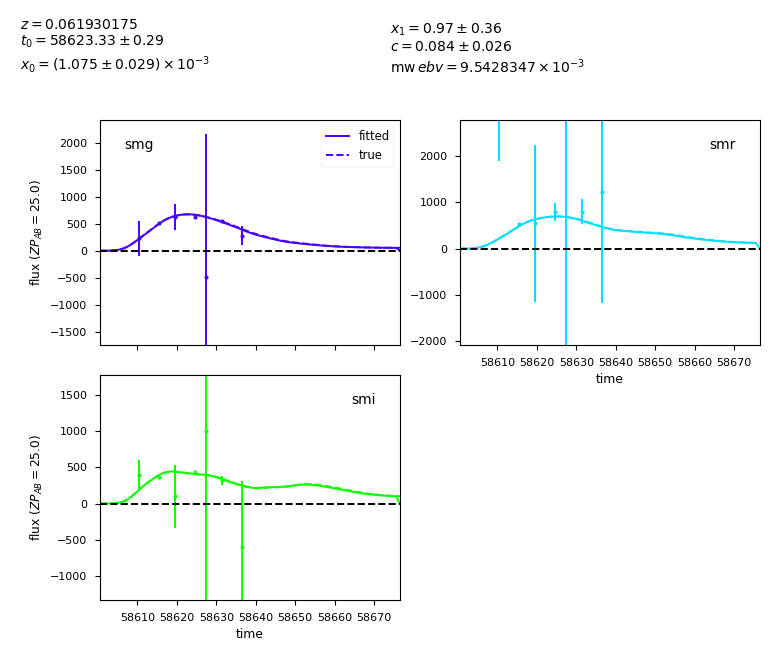 z = 0.061930175
t₀ = 58623.33 ± 0.29
x₀ = (1.075 ± 0.029) × 10⁻³
x₁ = 0.97 ± 0.36
c = 0.084 ± 0.026
mw ebv = 9.5428347 × 10⁻³
smg
fitted
true
2000
1500
1000
500
0
−500
−1000
−1500
flux (ZP_AB = 25.0)
smr
2000
1000
0
−1000
−2000
58610 58620 58630 58640 58650 58660 58670
time
smi
1500
1000
500
0
−500
−1000
flux (ZP_AB = 25.0)
58610 58620 58630 58640 58650 58660 58670
time